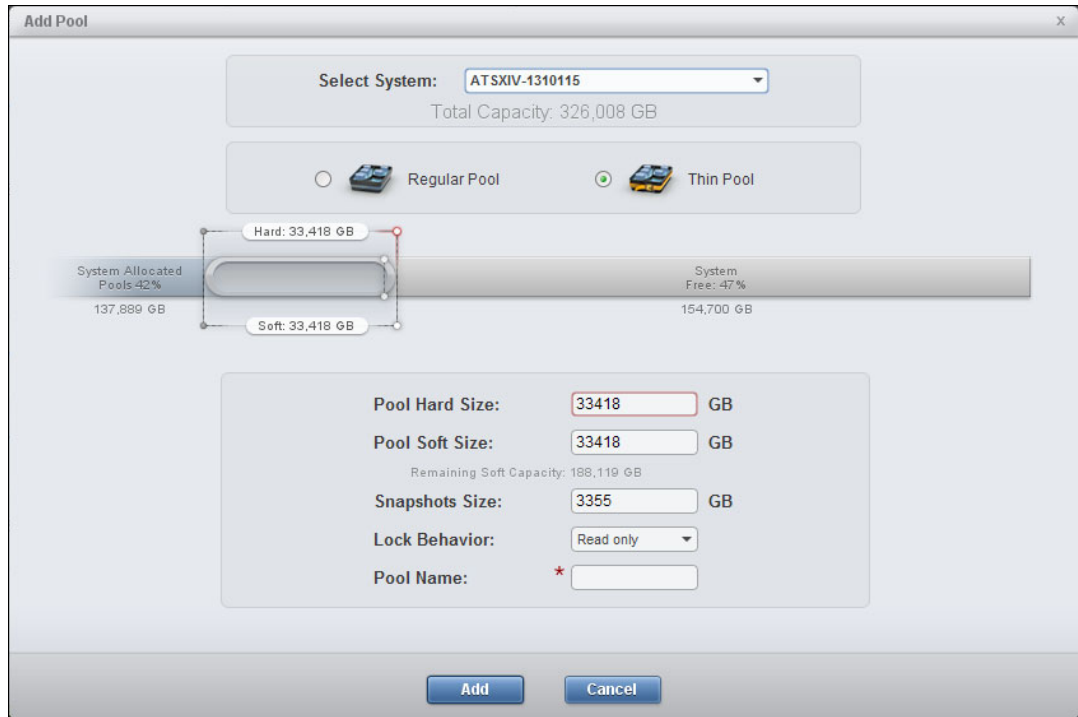 Add Pool X
Select System: ATSXIV-1310115
Total Capacity: 326,008 GB
Regular Pool Thin Pool
Hard: 33,418 GB
System Allocated
Pools 42%
System
Free: 47%
137,889 GB
154,700 GB
Soft: 33,418 GB
Pool Hard Size: 33418 GB
Pool Soft Size: 33418
Remaining Soft Capacity: 188,119 GB
Snapshots Size: 3355 GB
Lock Behavior: Read only
Pool Name: *
Add Cancel